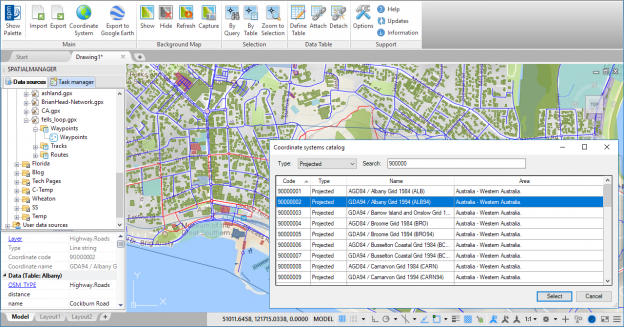 Show Palette
Import
Export
Coordinate System
Export to Google Earth
Main
Show
Hide
Refresh
Capture
Background Map
By Query
By Table
Zoom to Selection
Selection
Define Table
Attach
Detach
Data Table
Options
Help
Updates
Information
Support
Start
Drawing1*
SPATIALMANAGER
Data sources
Task manager
ashland.gpx
BrianHead-Network.gpx
CA.gpx
fells_loop.gpx
Waypoints
Waypoints
Tracks
Routes
Florida
Blog
Tech Pages
C-Temp
Wheaton
SS
Temp
User data sources
Layer Highway.Roads
Type Line string
Coordinate code 90000002
Coordinate name GDA94 / Albany G
Data (Table: Albany)
OSM_TYPE Highway.Roads
distance
name Cockburn Road
Coordinate systems catalog
Type: Projected Search: 900000
Code Type Name Area
90000001 Projected AGD84 / Albany Grid 1984 (ALB) Australia - Western Australia
90000002 Projected GDA94 / Albany Grid 1994 (ALB94) Australia - Western Australia
90000003 Projected GDA94 / Barrow Island and Onslow Grid 1... Australia - Western Australia
90000004 Projected AGD84 / Broome Grid 1984 (BRO) Australia - Western Australia
90000005 Projected GDA94 / Broome Grid 1994 (BRO94) Australia - Western Australia
90000006 Projected AGD84 / Busselton Coastal Grid 1984 (BC... Australia - Western Australia
90000007 Projected GDA94 / Busselton Coastal Grid 1994 (BC... Australia - Western Australia
90000008 Projected AGD84 / Carnarvon Grid 1984 (CARN) Australia - Western Australia
90000009 Projected GDA94 / Carnarvon Grid 1994 (CARN94) Australia - Western Australia
Select
Cancel
TOP
Y
X
Model
Layout1
Layout2
+
51011.6458, 121715.0338, 0.0000 MODEL
1:1